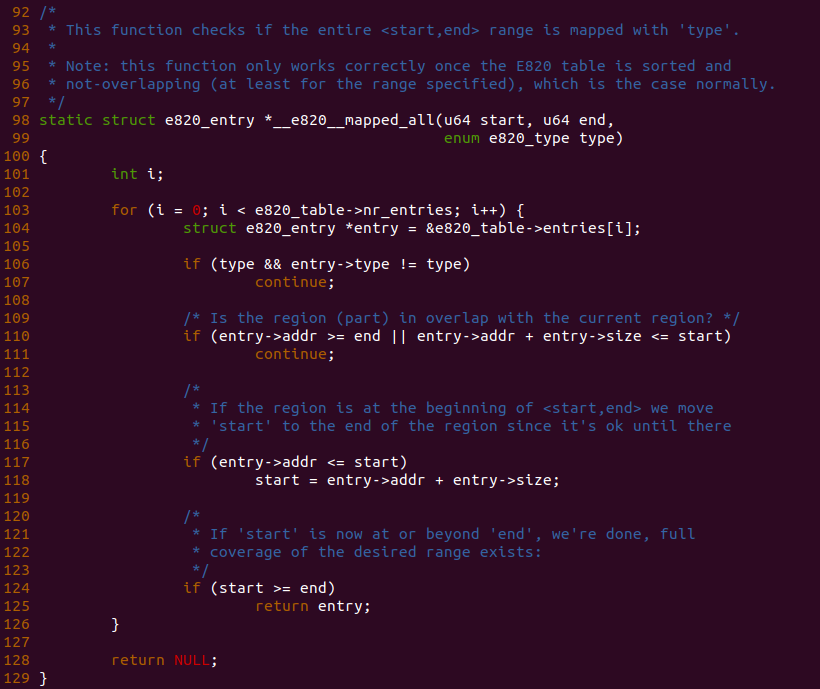 92 /*
93  * This function checks if the entire <start,end> range is mapped with 'type'.
94  *
95  * Note: this function only works correctly once the E820 table is sorted and
96  * not-overlapping (at least for the range specified), which is the case normally.
97  */
98 static struct e820_entry *__e820__mapped_all(u64 start, u64 end,
99                                              enum e820_type type)
100 {
101         int i;
102
103         for (i = 0; i < e820_table->nr_entries; i++) {
104                 struct e820_entry *entry = &e820_table->entries[i];
105
106                 if (type && entry->type != type)
107                         continue;
108
109                 /* Is the region (part) in overlap with the current region? */
110                 if (entry->addr >= end || entry->addr + entry->size <= start)
111                         continue;
112
113                 /*
114                  * If the region is at the beginning of <start,end> we move
115                  * 'start' to the end of the region since it's ok until there
116                  */
117                 if (entry->addr <= start)
118                         start = entry->addr + entry->size;
119
120                 /*
121                  * If 'start' is now at or beyond 'end', we're done, full
122                  * coverage of the desired range exists:
123                  */
124                 if (start >= end)
125                         return entry;
126         }
127
128         return NULL;
129 }